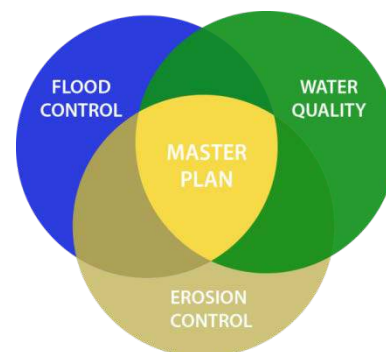 FLOOD
CONTROL
WATER
QUALITY
MASTER
PLAN
EROSION
CONTROL